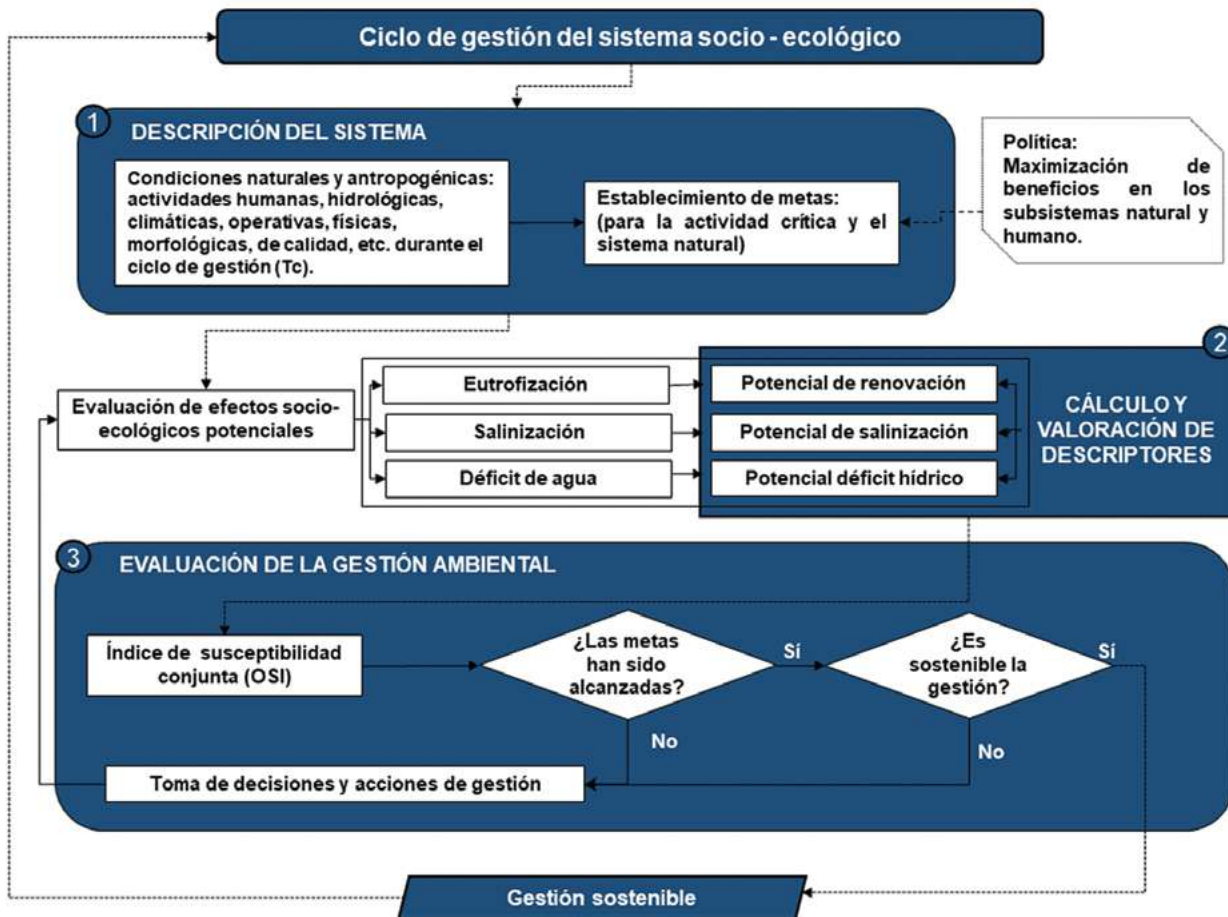 Ciclo de gestión del sistema socio - ecológico
1
DESCRIPCIÓN DEL SISTEMA
Condiciones naturales y antropogénicas:
actividades humanas, hidrológicas,
climáticas, operativas, físicas,
morfológicas, de calidad, etc. durante el
ciclo de gestión (Tc).
Establecimiento de metas:
(para la actividad crítica y el
sistema natural)
Política:
Maximización de
beneficios en los
subsistemas natural y
humano.
2
CÁLCULO Y
VALORACIÓN DE
DESCRIPTORES
Evaluación de efectos socio-
ecológicos potenciales
Eutrofización
Potencial de renovación
Salinización
Potencial de salinización
Déficit de agua
Potencial déficit hídrico
3
EVALUACIÓN DE LA GESTIÓN AMBIENTAL
Índice de susceptibilidad
conjunta (OSI)
¿Las metas
han sido
alcanzadas?
Sí
¿Es
sostenible la
gestión?
Sí
No
No
Toma de decisiones y acciones de gestión
Gestión sostenible